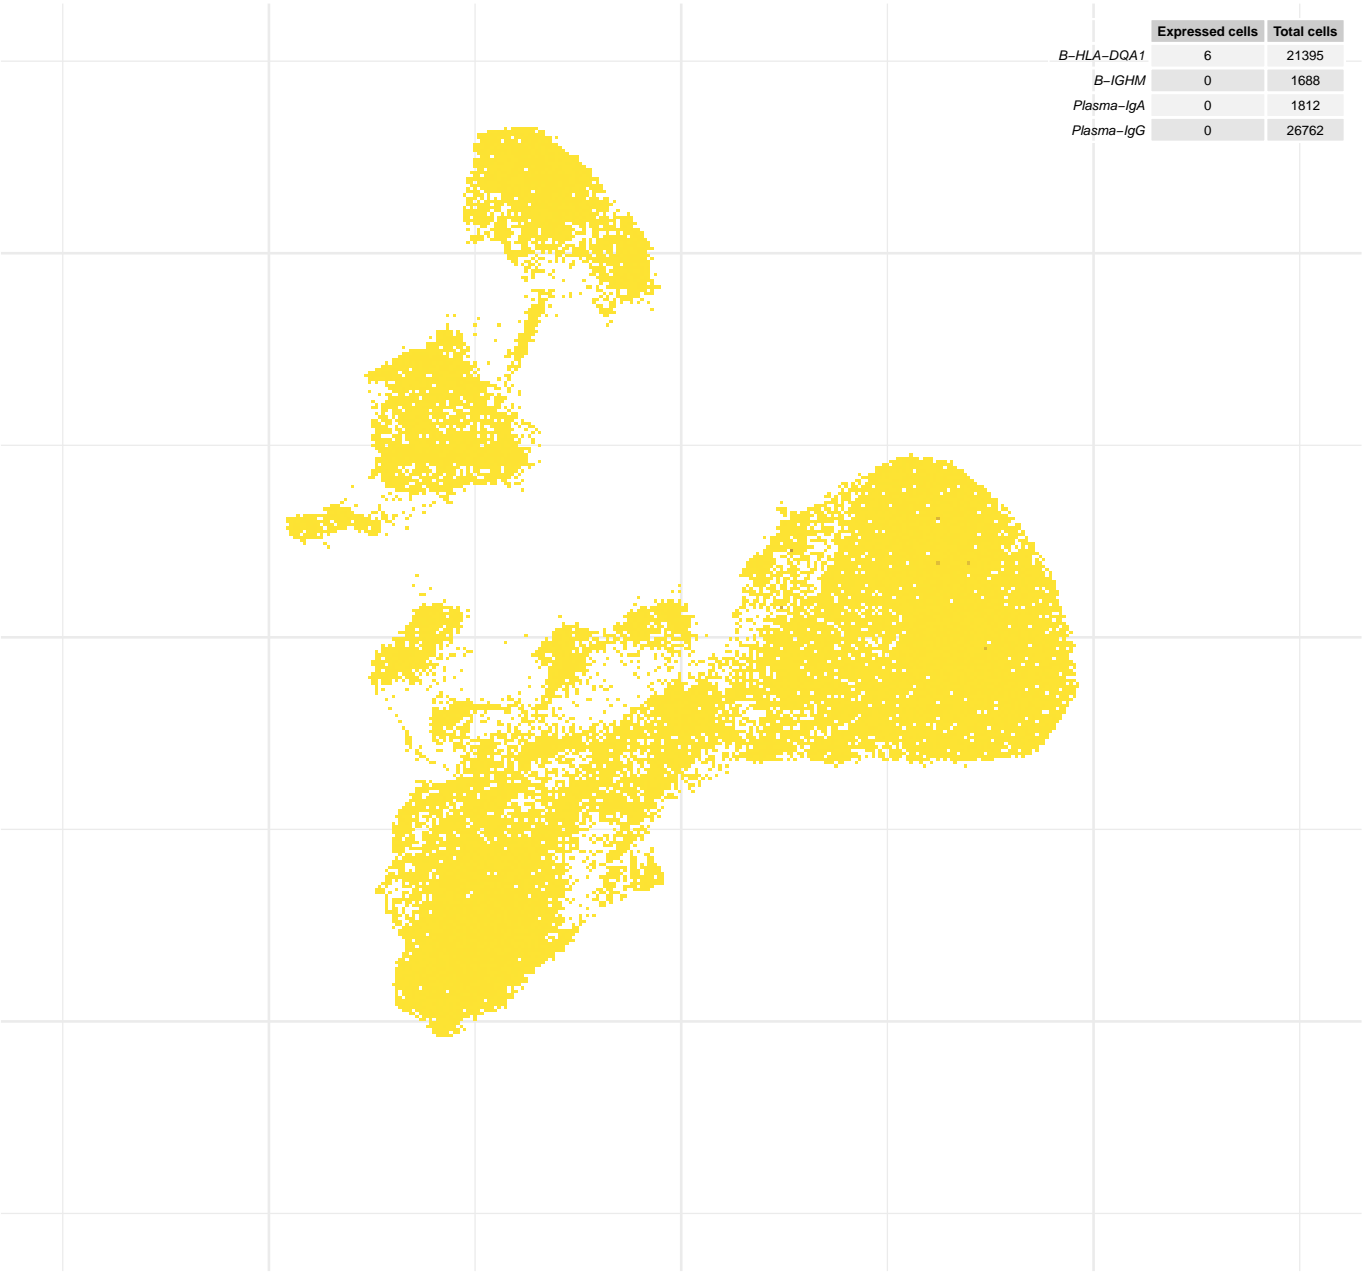 Expressed cells Total cells
B−HLA−DQA1 6 21395
B−IGHM 0 1688
Plasma−IgA 0 1812
Plasma−IgG 0 26762